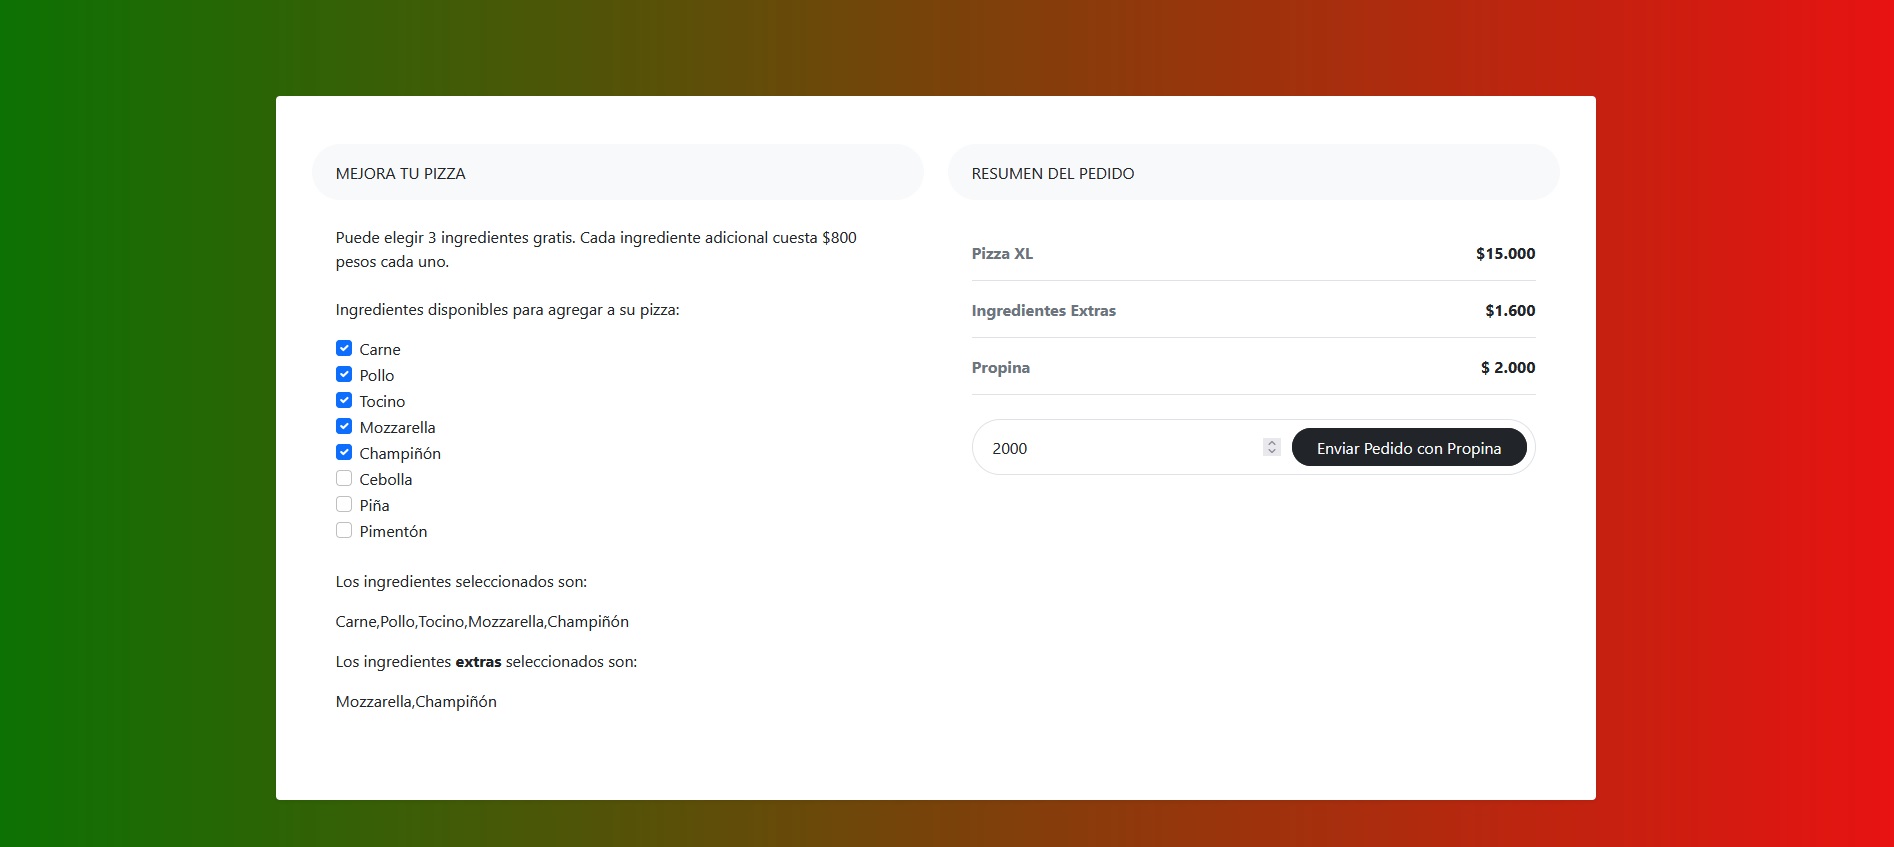 MEJORA TU PIZZA
Puede elegir 3 ingredientes gratis. Cada ingrediente adicional cuesta $800
pesos cada uno.
Ingredientes disponibles para agregar a su pizza:
Carne
Pollo
Tocino
Mozzarella
Champiñón
Cebolla
Piña
Pimentón
Los ingredientes seleccionados son:
Carne,Pollo,Tocino,Mozzarella,Champiñón
Los ingredientes extras seleccionados son:
Mozzarella,Champiñón
RESUMEN DEL PEDIDO
Pizza XL $15.000
Ingredientes Extras $1.600
Propina $ 2.000
2000 Enviar Pedido con Propina